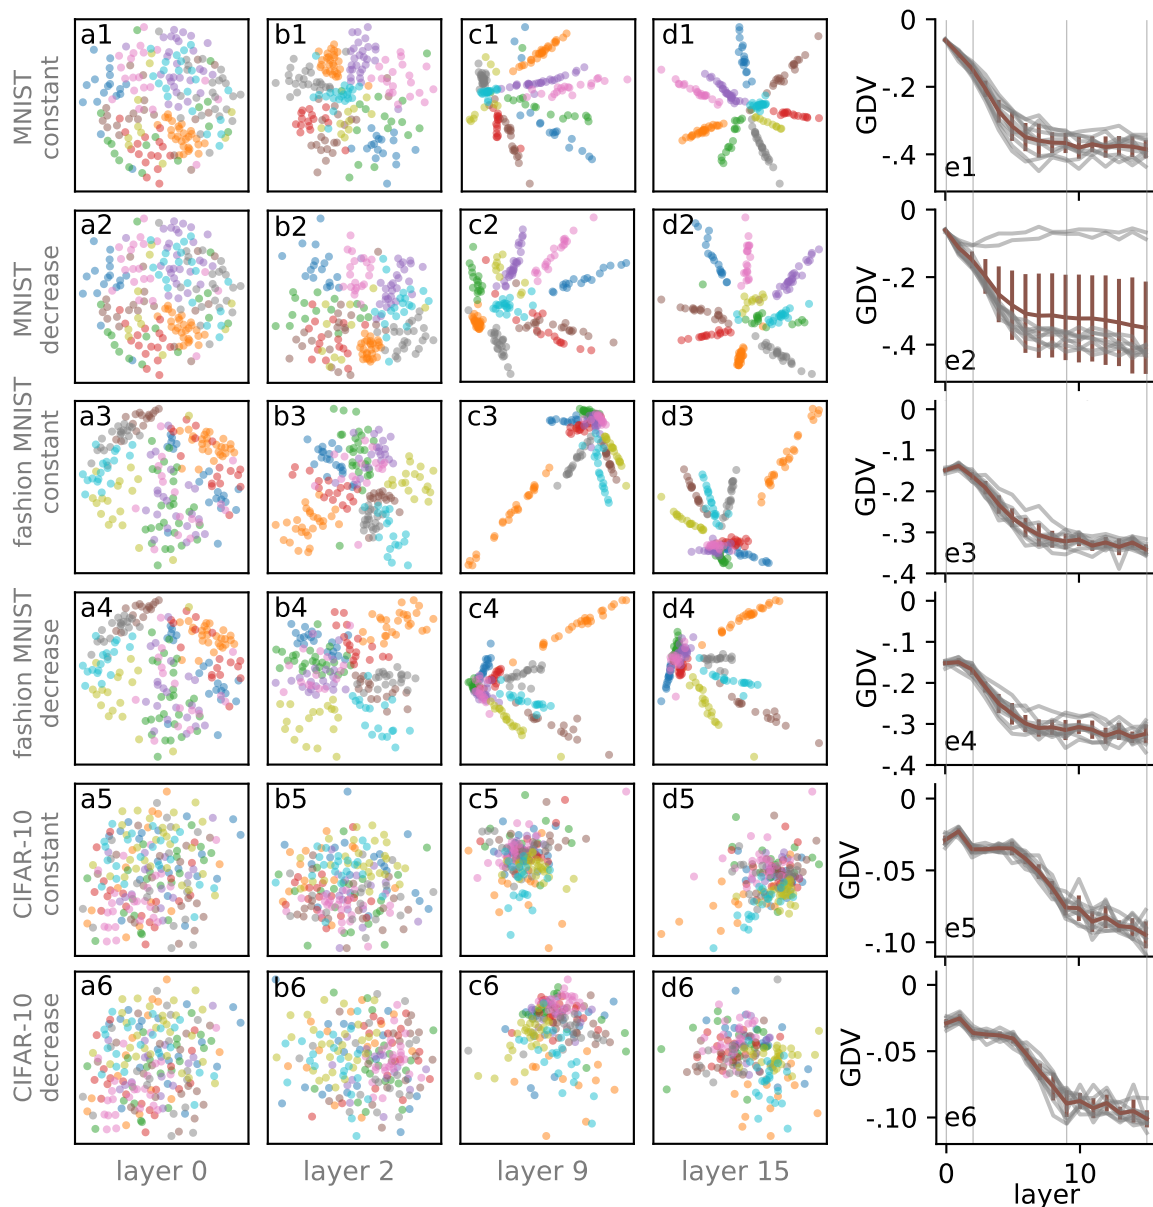 MNIST
constant
a1
b1
c1
d1
GDV
0
-.2
-.4
e1
MNIST
decrease
a2
b2
c2
d2
GDV
0
-.2
-.4
e2
fashion MNIST
constant
a3
b3
c3
d3
GDV
0
-.1
-.2
-.3
-.4
e3
fashion MNIST
decrease
a4
b4
c4
d4
GDV
0
-.1
-.2
-.3
-.4
e4
CIFAR-10
constant
a5
b5
c5
d5
GDV
0
-.05
-.10
e5
CIFAR-10
decrease
a6
b6
c6
d6
GDV
0
-.05
-.10
e6
0 10
layer 0 layer 2 layer 9 layer 15 layer